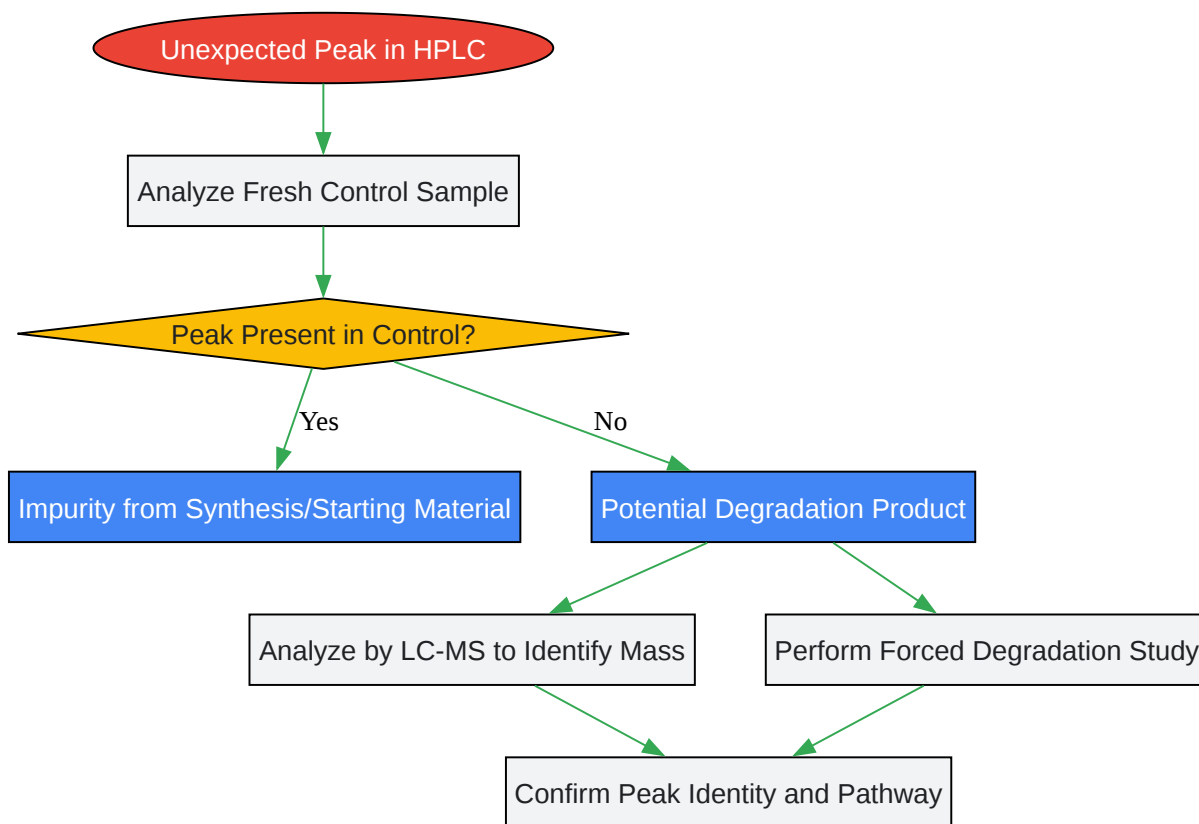 Unexpected Peak in HPLC
Analyze Fresh Control Sample
Peak Present in Control?
Yes
No
Impurity from Synthesis/Starting Material
Potential Degradation Product
Analyze by LC-MS to Identify Mass
Perform Forced Degradation Study
Confirm Peak Identity and Pathway